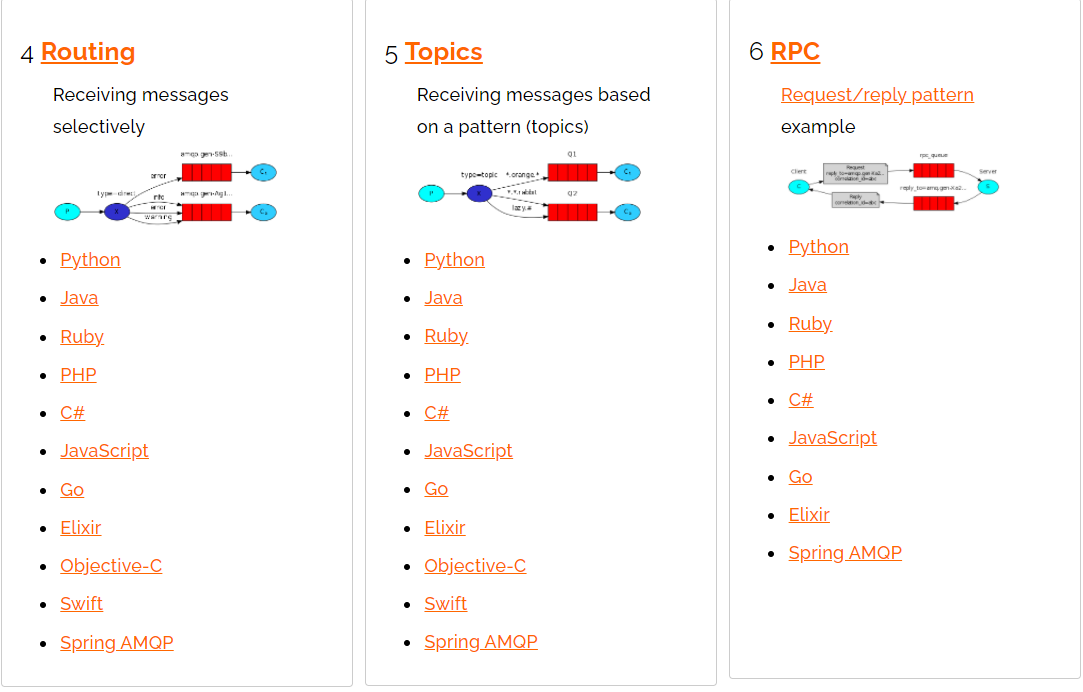 4 Routing
Receiving messages
selectively
amqp.gen-S9b...
error
C₁
type=direct
info
amqp.gen-Ag1...
P
X
error
C₂
warning
Python
Java
Ruby
PHP
C#
JavaScript
Go
Elixir
Objective-C
Swift
Spring AMQP
5 Topics
Receiving messages based
on a pattern (topics)
Q1
type=topic
*.orange.*
C₁
P
X
*.*.rabbit
Q2
lazy.#
C₂
Python
Java
Ruby
PHP
C#
JavaScript
Go
Elixir
Objective-C
Swift
Spring AMQP
6 RPC
Request/reply pattern
example
rpc_queue
Client
Request
reply_to=amqp.gen-Xa2...
correlation_id=abc
Server
C
S
Reply
correlation_id=abc
reply_to=amq.gen-Xa2...
Python
Java
Ruby
PHP
C#
JavaScript
Go
Elixir
Spring AMQP